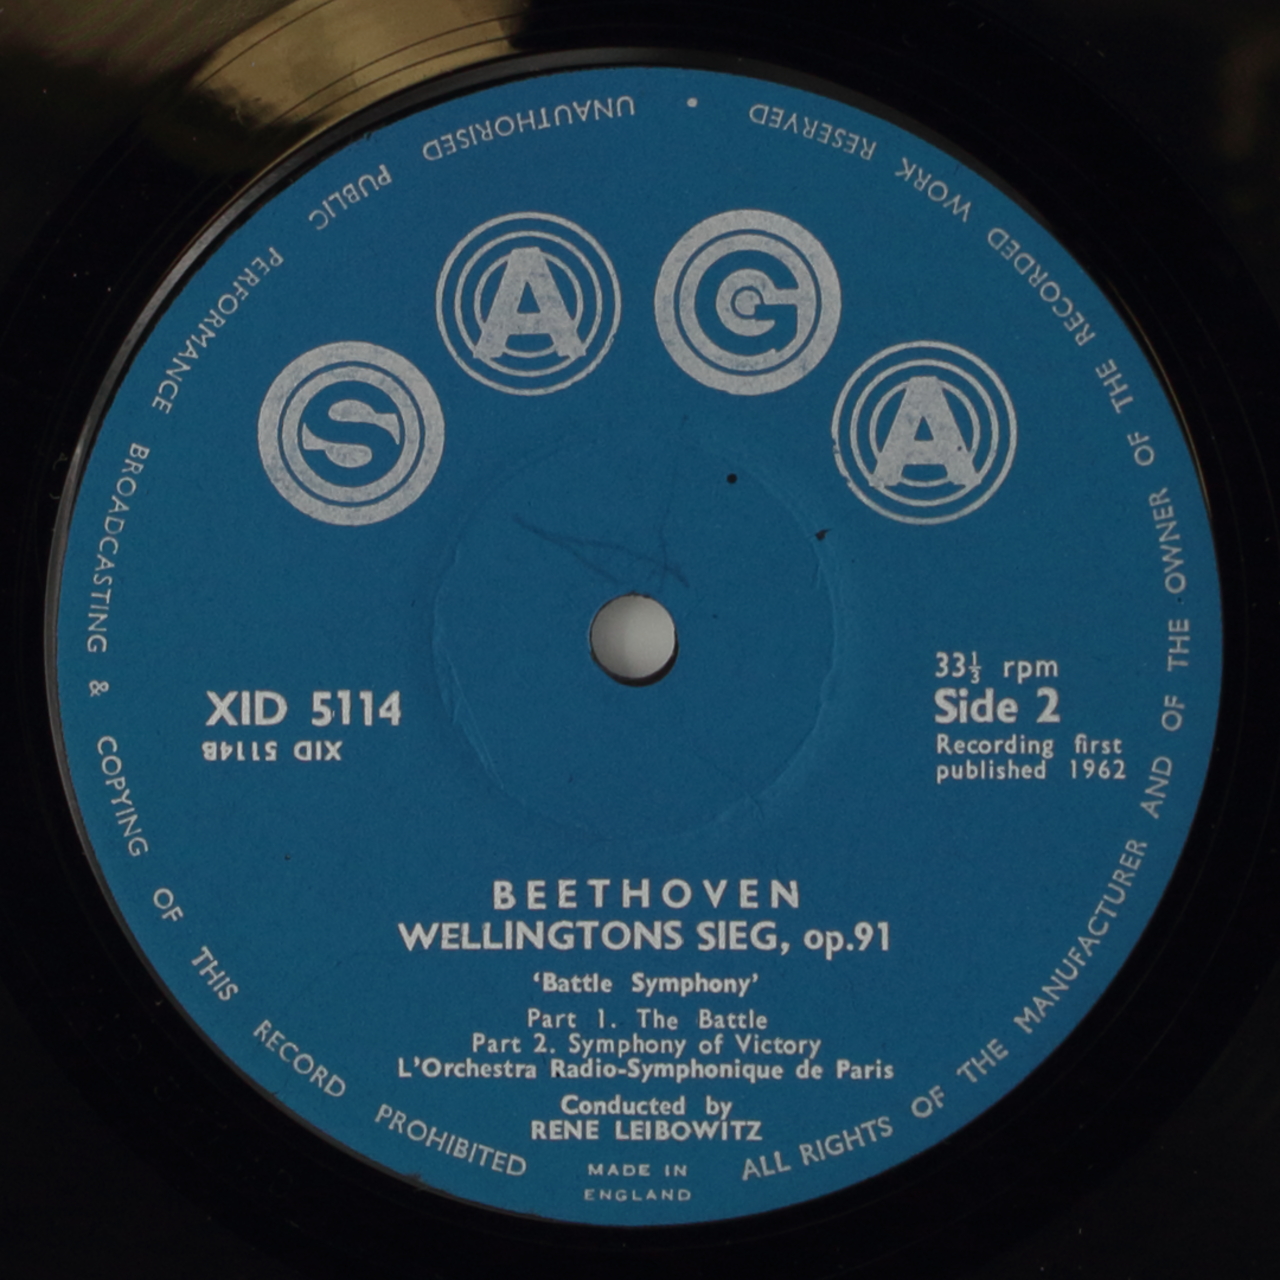 SAGA
XID 5114
XID 5114B
33⅓ rpm
Side 2
Recording first
published 1962
BEETHOVEN
WELLINGTONS SIEG, op.91
‘Battle Symphony’
Part 1. The Battle
Part 2. Symphony of Victory
L’Orchestra Radio-Symphonique de Paris
Conducted by
RENE LEIBOWITZ
MADE IN
ENGLAND
ALL RIGHTS OF THE MANUFACTURER AND OF THE OWNER OF THE RECORDED WORK RESERVED • UNAUTHORISED PUBLIC PERFORMANCE BROADCASTING & COPYING OF THIS RECORD PROHIBITED